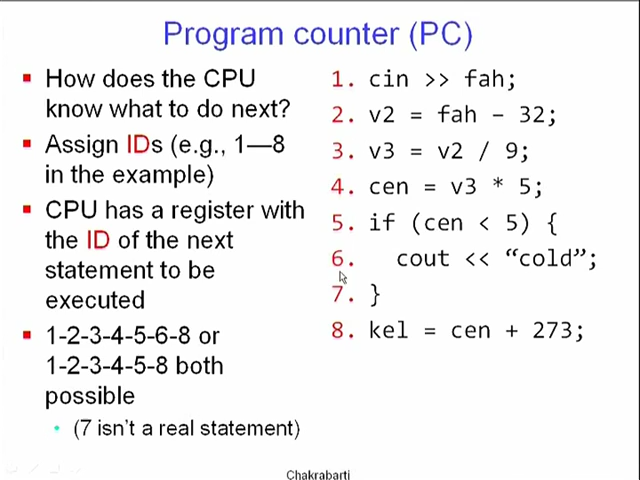 Program counter (PC)
How does the CPU
know what to do next?
Assign IDs (e.g., 1—8
in the example)
CPU has a register with
the ID of the next
statement to be
executed
1-2-3-4-5-6-8 or
1-2-3-4-5-8 both
possible
(7 isn't a real statement)
1. cin >> fah;
2. v2 = fah – 32;
3. v3 = v2 / 9;
4. cen = v3 * 5;
5. if (cen < 5) {
6. cout << “cold”;
7. }
8. kel = cen + 273;
Chakrabarti